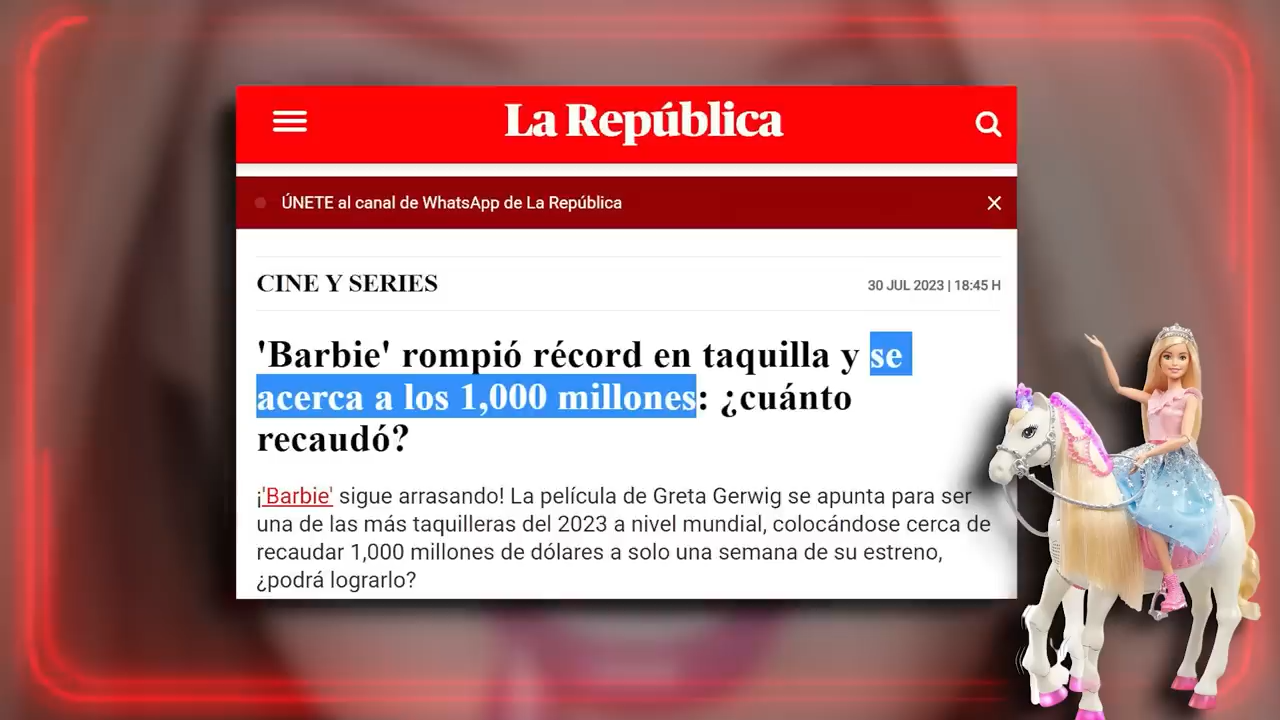 La República
ÚNETE al canal de WhatsApp de La República
CINE Y SERIES
30 JUL 2023 | 18:45 H
'Barbie' rompió récord en taquilla y se
acerca a los 1,000 millones: ¿cuánto
recaudó?
¡'Barbie' sigue arrasando! La película de Greta Gerwig se apunta para ser
una de las más taquilleras del 2023 a nivel mundial, colocándose cerca de
recaudar 1,000 millones de dólares a solo una semana de su estreno,
¿podrá lograrlo?